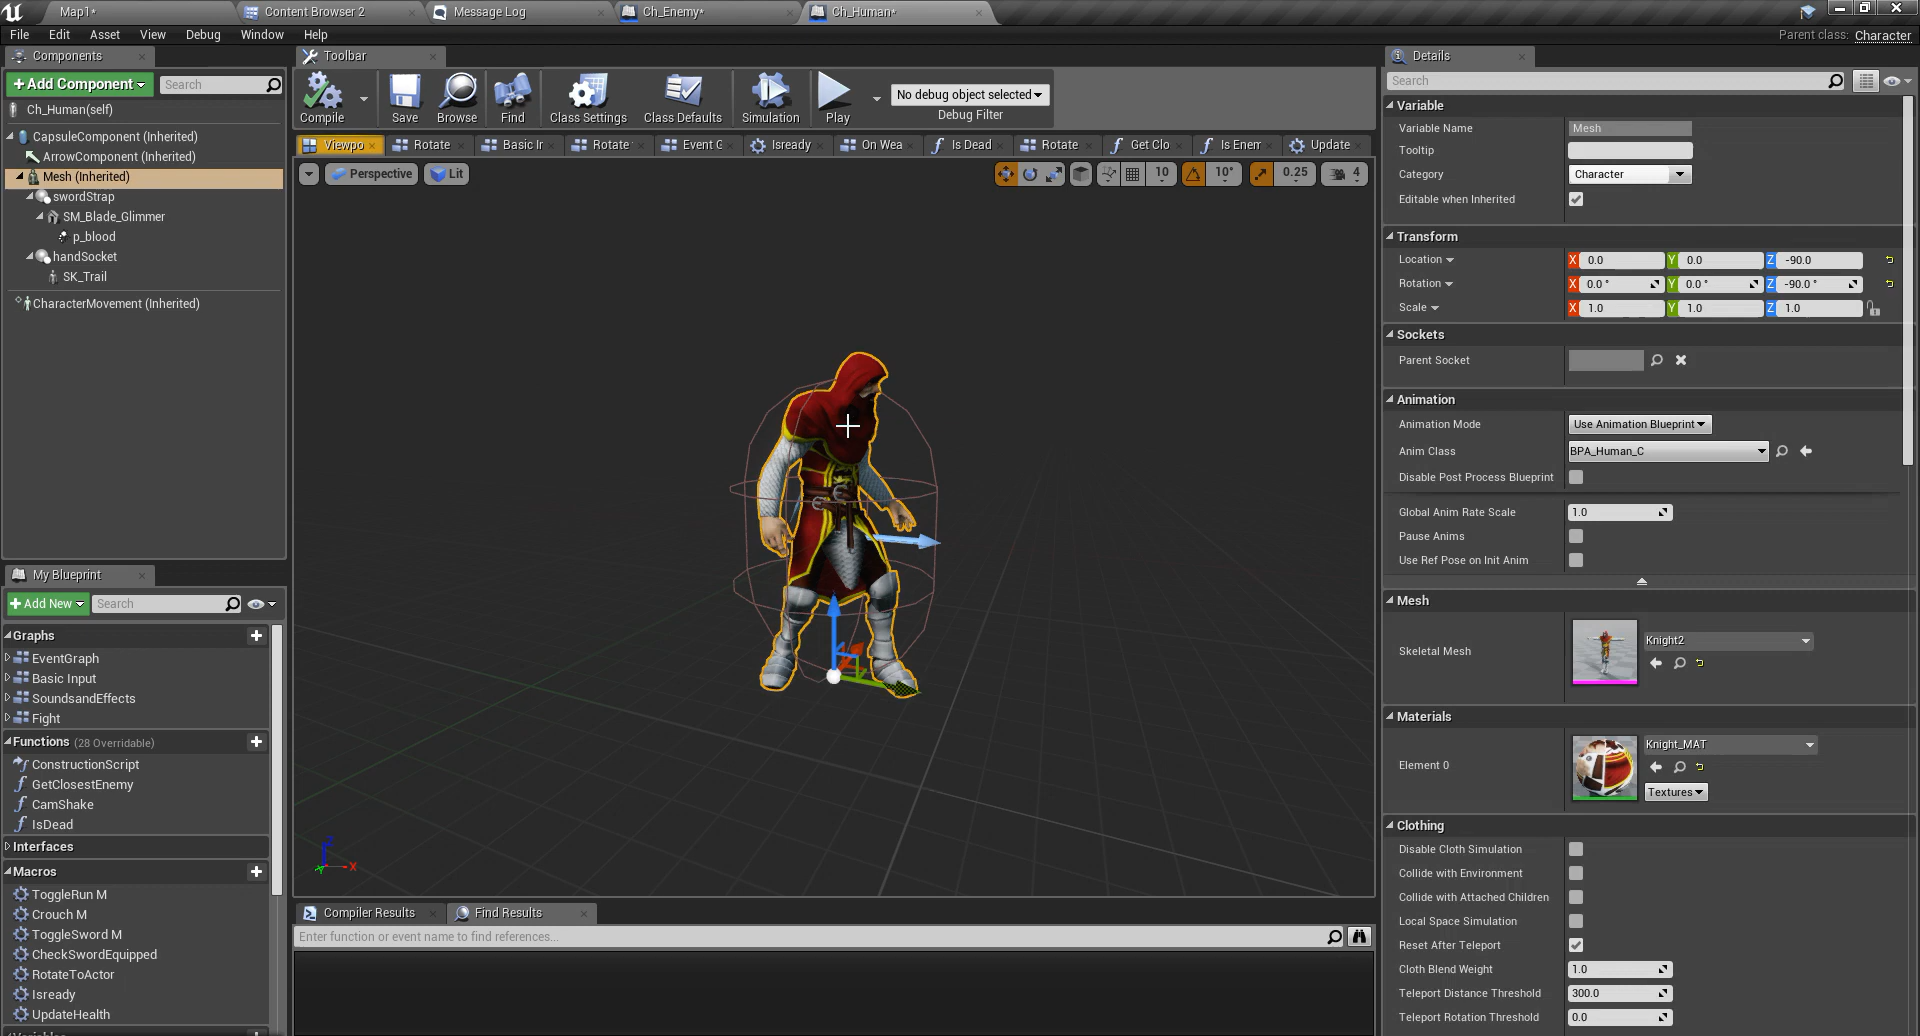 Map1*
Content Browser 2
Message Log
Ch_Enemy*
Ch_Human*
File Edit Asset View Debug Window Help
Parent class: Character
Components
+ Add Component
Search
Ch_Human(self)
CapsuleComponent (Inherited)
ArrowComponent (Inherited)
Mesh (Inherited)
swordStrap
SM_Blade_Glimmer
p_blood
handSocket
SK_Trail
CharacterMovement (Inherited)
My Blueprint
+ Add New
Search
Graphs
EventGraph
Basic Input
SoundsandEffects
Fight
Functions (28 Overridable)
ConstructionScript
GetClosestEnemy
CamShake
IsDead
Interfaces
Macros
ToggleRun M
Crouch M
ToggleSword M
CheckSwordEquipped
RotateToActor
Isready
UpdateHealth
Toolbar
Compile
Save
Browse
Find
Class Settings
Class Defaults
Simulation
Play
No debug object selected
Debug Filter
Viewpo
Rotate
Basic Ir
Rotate
Event C
Isready
On Wea
Is Dead
Rotate
Get Clo
Is Enem
Update
Perspective
Lit
10
10°
0.25
4
Z
X
Y
Compiler Results
Find Results
Enter function or event name to find references...
Details
Search
Variable
Variable Name Mesh
Tooltip
Category Character
Editable when Inherited
Transform
Location X 0.0 Y 0.0 Z -90.0
Rotation X 0.0 ° Y 0.0 ° Z -90.0 °
Scale X 1.0 Y 1.0 Z 1.0
Sockets
Parent Socket
Animation
Animation Mode Use Animation Blueprint
Anim Class BPA_Human_C
Disable Post Process Blueprint
Global Anim Rate Scale 1.0
Pause Anims
Use Ref Pose on Init Anim
Mesh
Skeletal Mesh Knight2
Materials
Element 0 Knight_MAT
Textures
Clothing
Disable Cloth Simulation
Collide with Environment
Collide with Attached Children
Local Space Simulation
Reset After Teleport
Cloth Blend Weight 1.0
Teleport Distance Threshold 300.0
Teleport Rotation Threshold 0.0